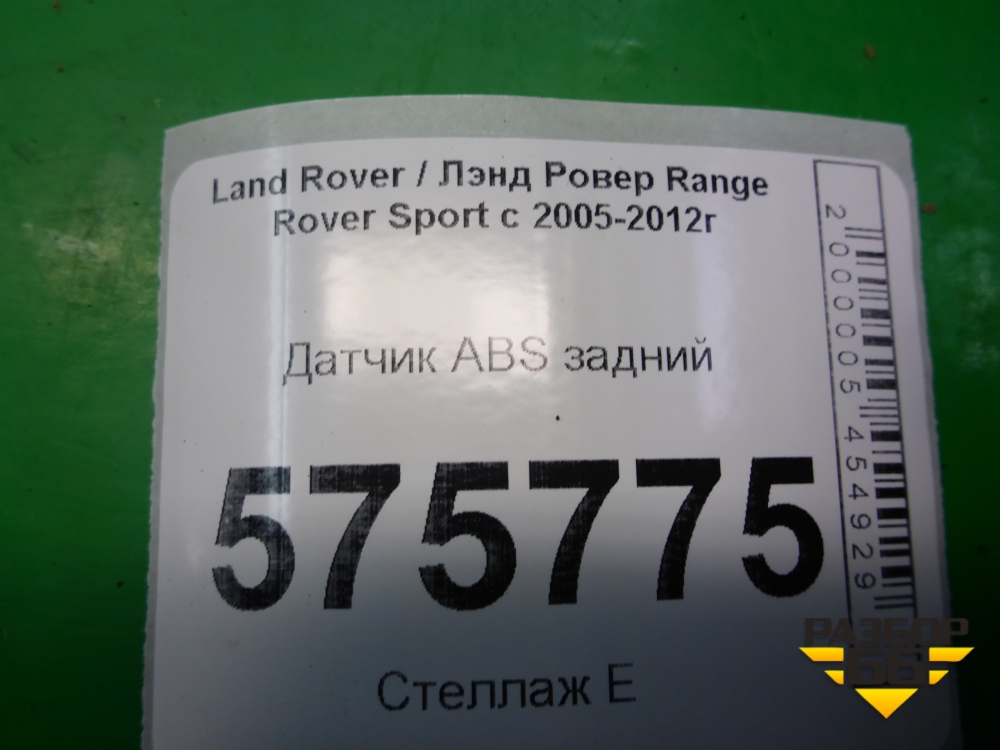 Land Rover / Лэнд Ровер Range
Rover Sport с 2005-2012г
Датчик ABS задний
575775
Стеллаж Е
2000005454929
РАЗБОР
66